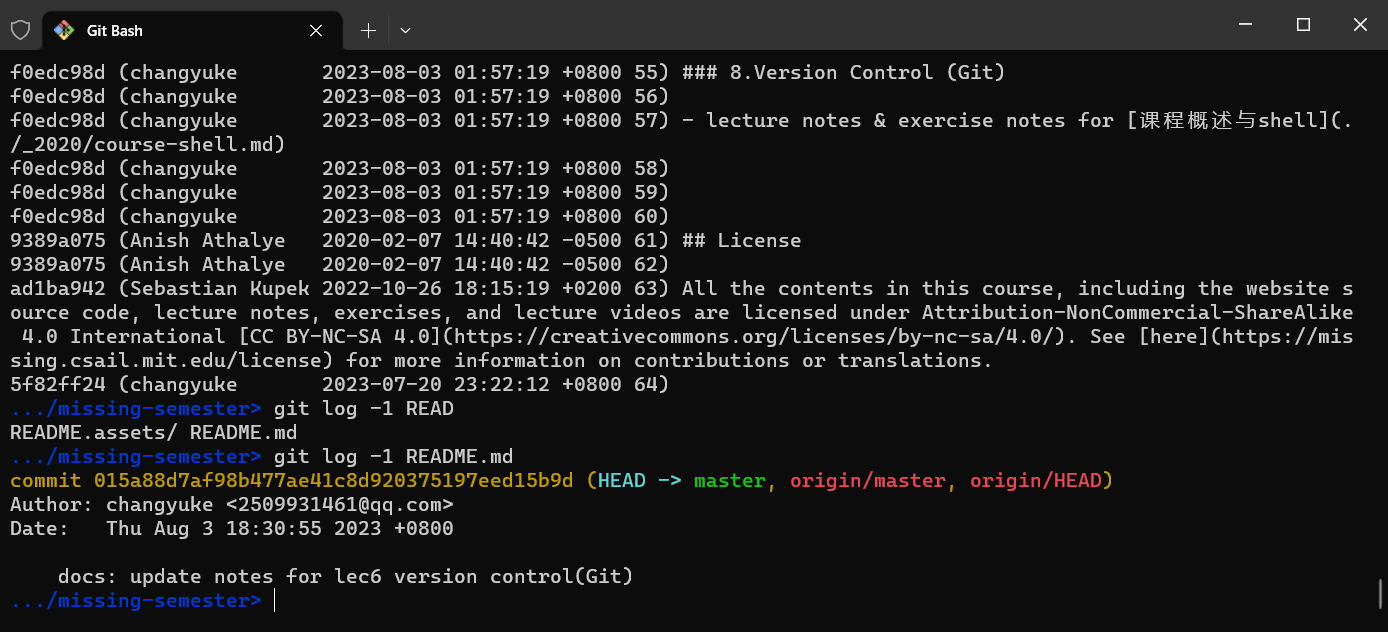 Git Bash
f0edc98d (changyuke       2023-08-03 01:57:19 +0800 55) ### 8.Version Control (Git)
f0edc98d (changyuke       2023-08-03 01:57:19 +0800 56)
f0edc98d (changyuke       2023-08-03 01:57:19 +0800 57) - lecture notes & exercise notes for [课程概述与shell](.
/_2020/course-shell.md)
f0edc98d (changyuke       2023-08-03 01:57:19 +0800 58)
f0edc98d (changyuke       2023-08-03 01:57:19 +0800 59)
f0edc98d (changyuke       2023-08-03 01:57:19 +0800 60)
9389a075 (Anish Athalye   2020-02-07 14:40:42 -0500 61) ## License
9389a075 (Anish Athalye   2020-02-07 14:40:42 -0500 62)
ad1ba942 (Sebastian Kupek 2022-10-26 18:15:19 +0200 63) All the contents in this course, including the website s
ource code, lecture notes, exercises, and lecture videos are licensed under Attribution-NonCommercial-ShareAlike
 4.0 International [CC BY-NC-SA 4.0](https://creativecommons.org/licenses/by-nc-sa/4.0/). See [here](https://mis
sing.csail.mit.edu/license) for more information on contributions or translations.
5f82ff24 (changyuke       2023-07-20 23:22:12 +0800 64)
.../missing-semester> git log -1 READ
README.assets/ README.md
.../missing-semester> git log -1 README.md
commit 015a88d7af98b477ae41c8d920375197eed15b9d (HEAD -> master, origin/master, origin/HEAD)
Author: changyuke <2509931461@qq.com>
Date:   Thu Aug 3 18:30:55 2023 +0800
    docs: update notes for lec6 version control(Git)
.../missing-semester>